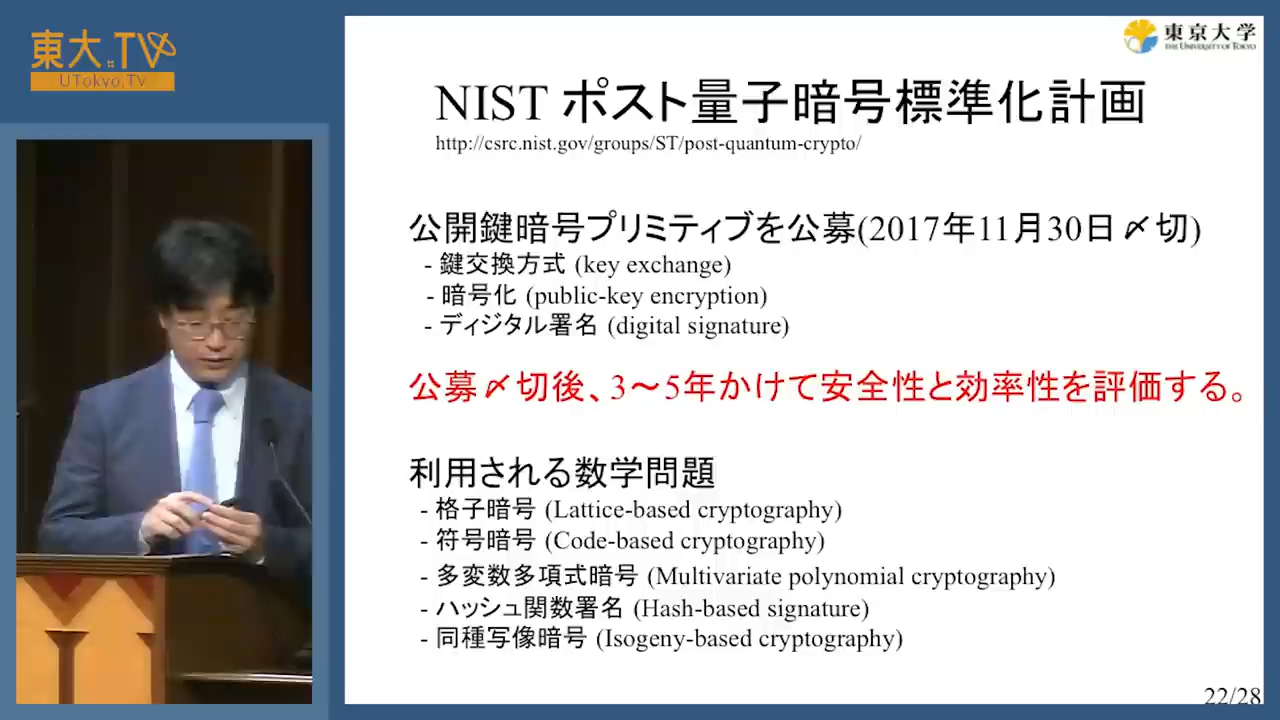 東大.TV
UTokyo.TV
東京大学
THE UNIVERSITY OF TOKYO
NIST ポスト量子暗号標準化計画
http://csrc.nist.gov/groups/ST/post-quantum-crypto/
公開鍵暗号プリミティブを公募(2017年11月30日〆切)
- 鍵交換方式 (key exchange)
- 暗号化 (public-key encryption)
- ディジタル署名 (digital signature)
公募〆切後、3～5年かけて安全性と効率性を評価する。
利用される数学問題
- 格子暗号 (Lattice-based cryptography)
- 符号暗号 (Code-based cryptography)
- 多変数多項式暗号 (Multivariate polynomial cryptography)
- ハッシュ関数署名 (Hash-based signature)
- 同種写像暗号 (Isogeny-based cryptography)
22/28